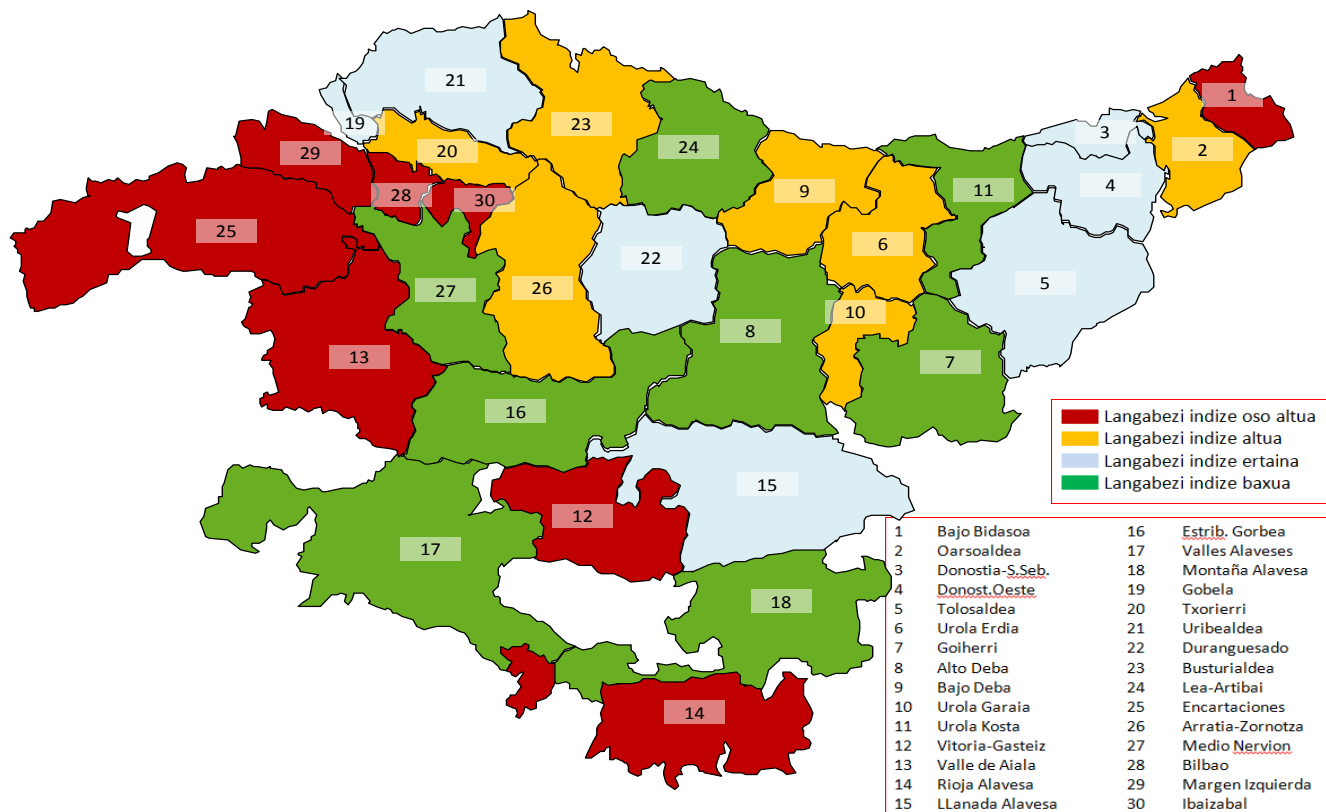 21
1
23
19
3
20
2
24
29
4
9
11
28
30
25
6
22
5
27
26
10
8
13
7
16
15
12
17
18
14
Langabezi indize oso altua
Langabezi indize altua
Langabezi indize ertaina
Langabezi indize baxua
1 Bajo Bidasoa 16 Estrib. Gorbea
2 Oarsoaldea 17 Valles Alaveses
3 Donostia-S.Seb. 18 Montaña Alavesa
4 Donost.Oeste 19 Gobela
5 Tolosaldea 20 Txorierri
6 Urola Erdia 21 Uribealdea
7 Goiherri 22 Duranguesado
8 Alto Deba 23 Busturialdea
9 Bajo Deba 24 Lea-Artibai
10 Urola Garaia 25 Encartaciones
11 Urola Kosta 26 Arratia-Zornotza
12 Vitoria-Gasteiz 27 Medio Nervion
13 Valle de Aiala 28 Bilbao
14 Rioja Alavesa 29 Margen Izquierda
15 LLanada Alavesa 30 Ibaizabal